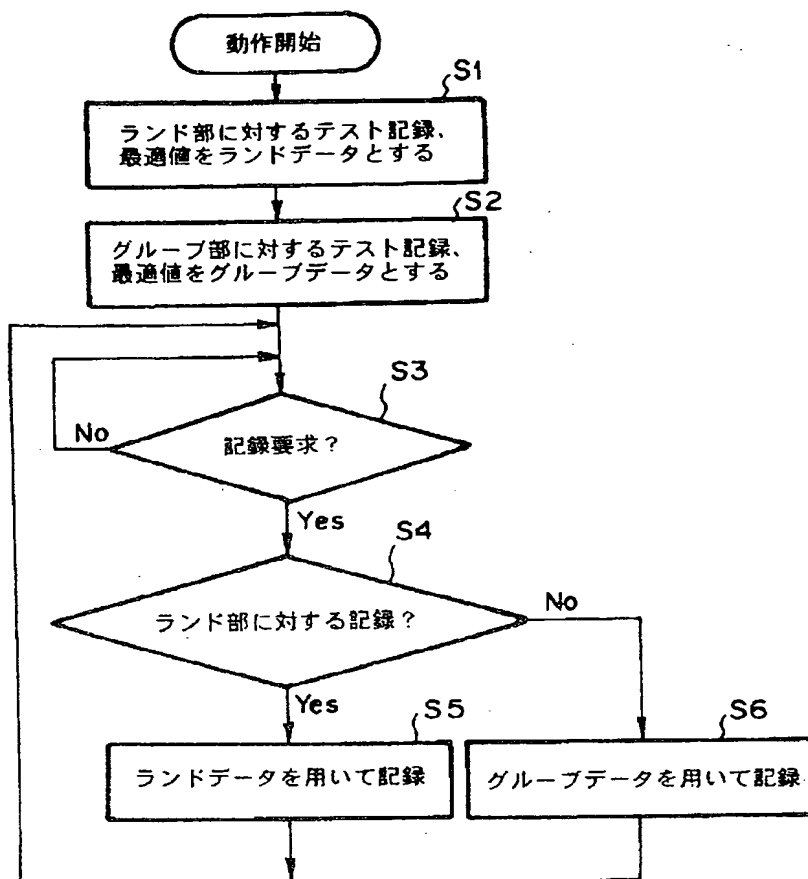 動作開始
S1
ランド部に対するテスト記録、
最適値をランドデータとする
S2
グルーブ部に対するテスト記録、
最適値をグルーブデータとする
S3
No
記録要求？
Yes
S4
No
ランド部に対する記録？
Yes
S5
S6
ランドデータを用いて記録
グルーブデータを用いて記録